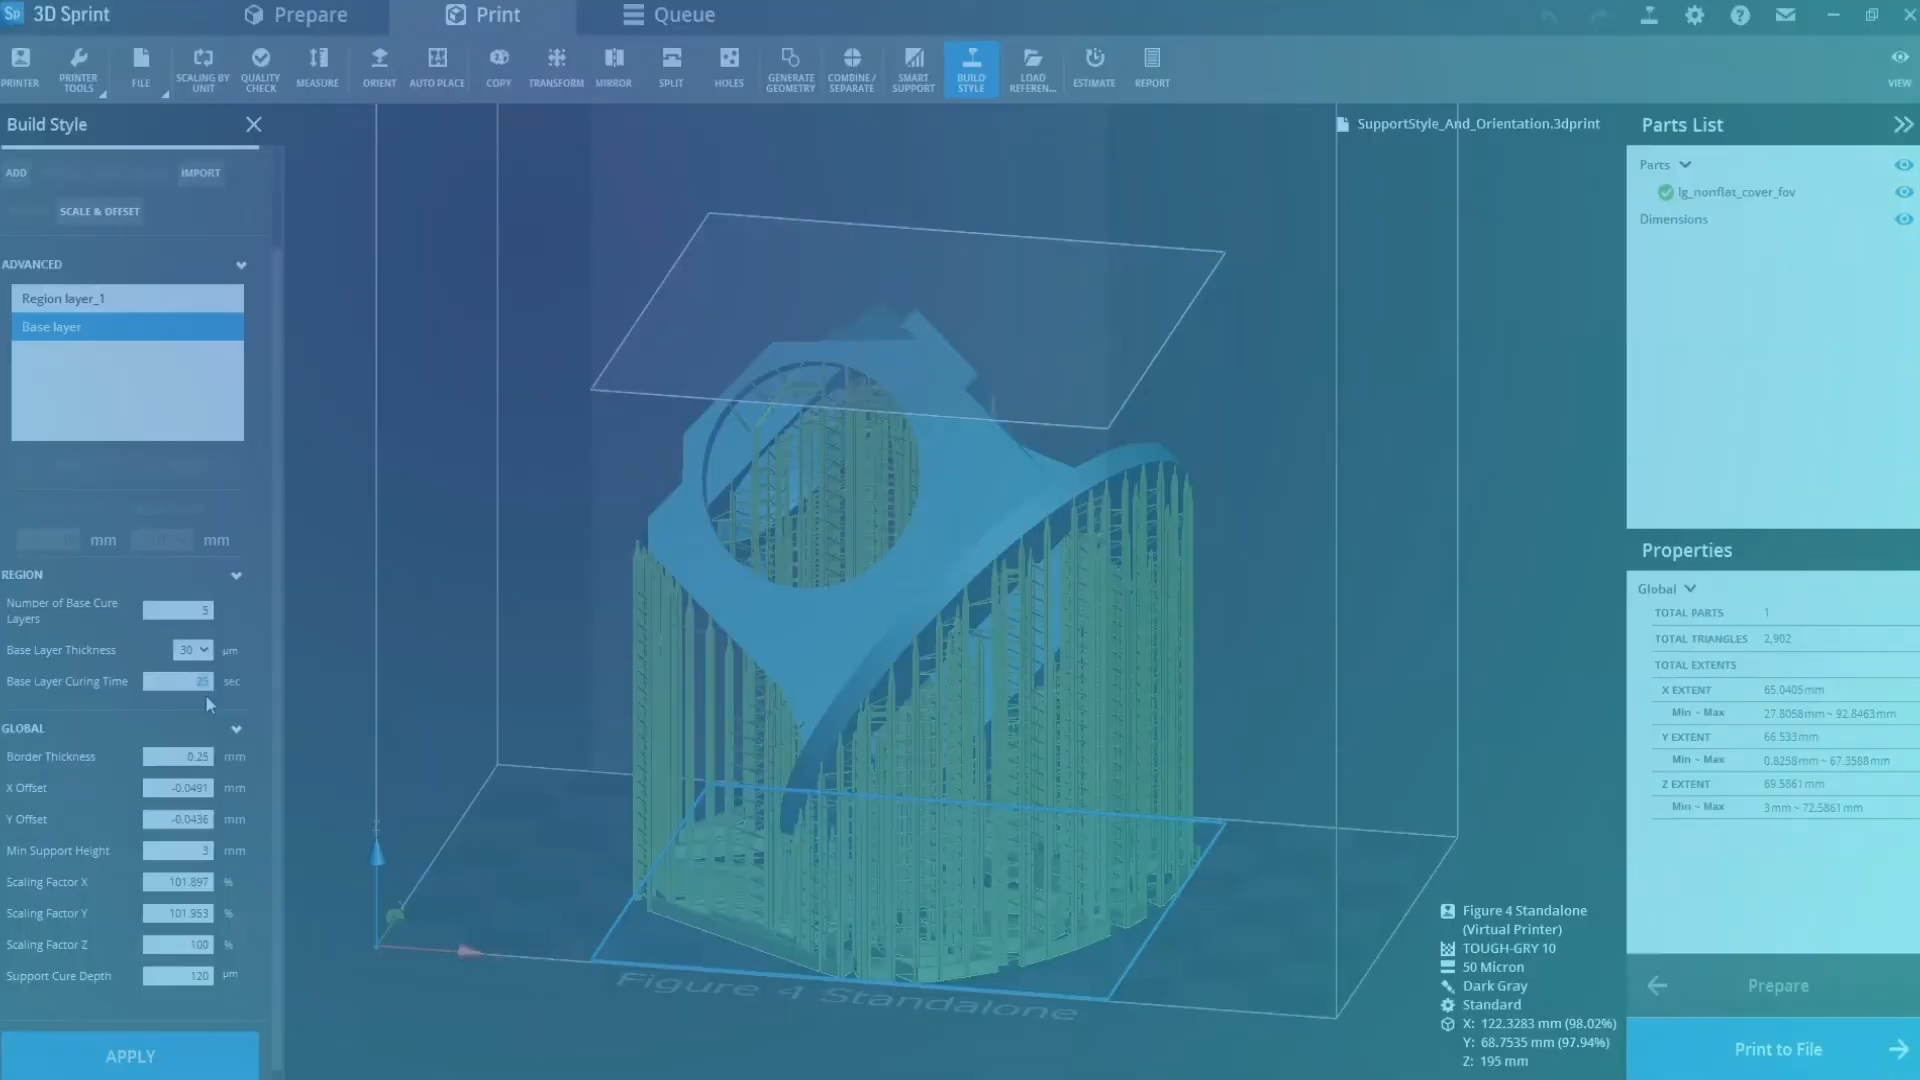 Sp 3D Sprint
Prepare
Print
Queue
PRINTER
PRINTER TOOLS
FILE
SCALING BY UNIT
QUALITY CHECK
MEASURE
ORIENT
AUTO PLACE
COPY
TRANSFORM
MIRROR
SPLIT
HOLES
GENERATE GEOMETRY
COMBINE / SEPARATE
SMART SUPPORT
BUILD STYLE
LOAD REFEREN...
ESTIMATE
REPORT
VIEW
Build Style
ADD
IMPORT
SCALE & OFFSET
ADVANCED
Region layer_1
Base layer
mm
mm
REGION
Number of Base Cure Layers 5
Base Layer Thickness 30 µm
Base Layer Curing Time 25 sec
GLOBAL
Border Thickness 0.25 mm
X Offset -0.0491 mm
Y Offset -0.0436 mm
Min Support Height 3 mm
Scaling Factor X 101.897 %
Scaling Factor Y 101.953 %
Scaling Factor Z 100 %
Support Cure Depth 120 µm
APPLY
SupportStyle_And_Orientation.3dprint
Figure 4 Standalone
Figure 4 Standalone
(Virtual Printer)
TOUGH-GRY 10
50 Micron
Dark Gray
Standard
X: 122.3283 mm (98.02%)
Y: 68.7535 mm (97.94%)
Z: 195 mm
Parts List
Parts
lg_nonflat_cover_fov
Dimensions
Properties
Global
TOTAL PARTS 1
TOTAL TRIANGLES 2,902
TOTAL EXTENTS
X EXTENT 65.0405mm
Min ~ Max 27.8058mm ~ 92.8463mm
Y EXTENT 66.533mm
Min ~ Max 0.8258mm ~ 67.3588mm
Z EXTENT 69.5861mm
Min ~ Max 3mm ~ 72.5861mm
Prepare
Print to File